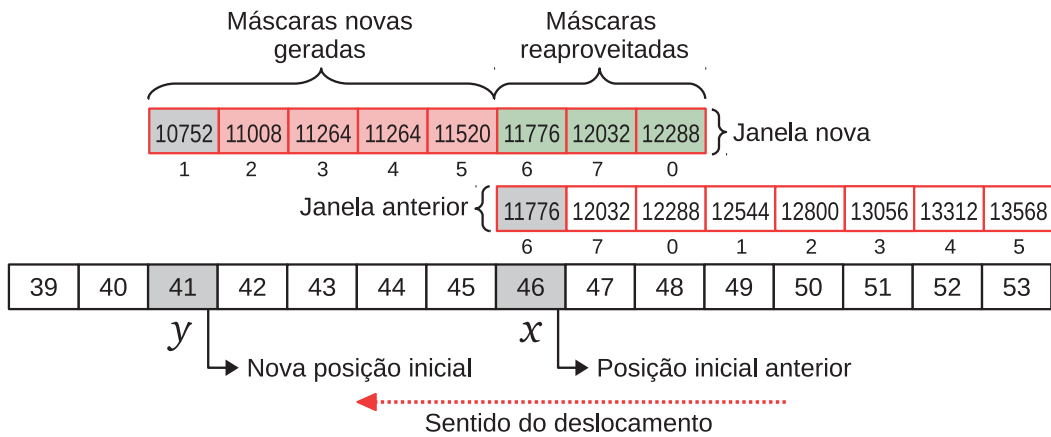 Máscaras novas geradas
Máscaras reaproveitadas
10752 11008 11264 11264 11520 11776 12032 12288
Janela nova
1 2 3 4 5 6 7 0
Janela anterior
11776 12032 12288 12544 12800 13056 13312 13568
6 7 0 1 2 3 4 5
39 40 41 42 43 44 45 46 47 48 49 50 51 52 53
y x
Nova posição inicial
Posição inicial anterior
Sentido do deslocamento